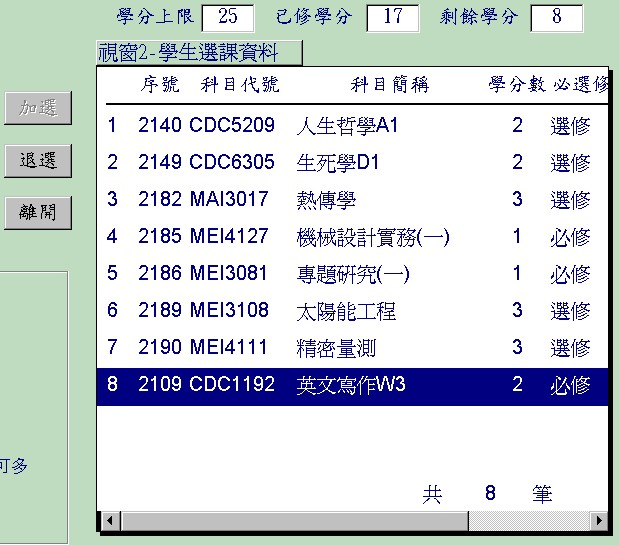 學分上限 25 已修學分 17 剩餘學分 8
視窗2-學生選課資料
序號 科目代號 科目簡稱 學分數 必選修
加選
1 2140 CDC5209 人生哲學A1 2 選修
退選
2 2149 CDC6305 生死學D1 2 選修
3 2182 MAI3017 熱傳學 3 選修
離開
4 2185 MEI4127 機械設計實務(一) 1 必修
5 2186 MEI3081 專題研究(一) 1 必修
6 2189 MEI3108 太陽能工程 3 選修
7 2190 MEI4111 精密量測 3 選修
8 2109 CDC1192 英文寫作W3 2 必修
可多
共 8 筆